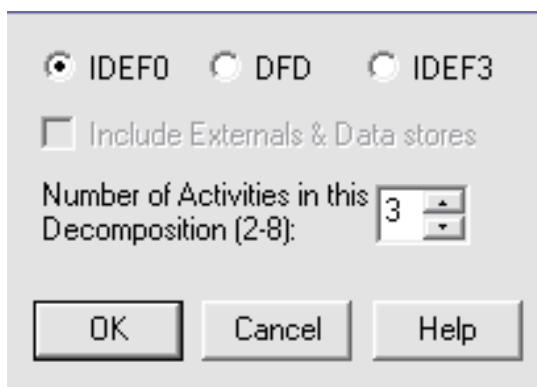 IDEF0 DFD IDEF3
Include Externals & Data stores
Number of Activities in this
Decomposition (2-8):
3
OK Cancel Help